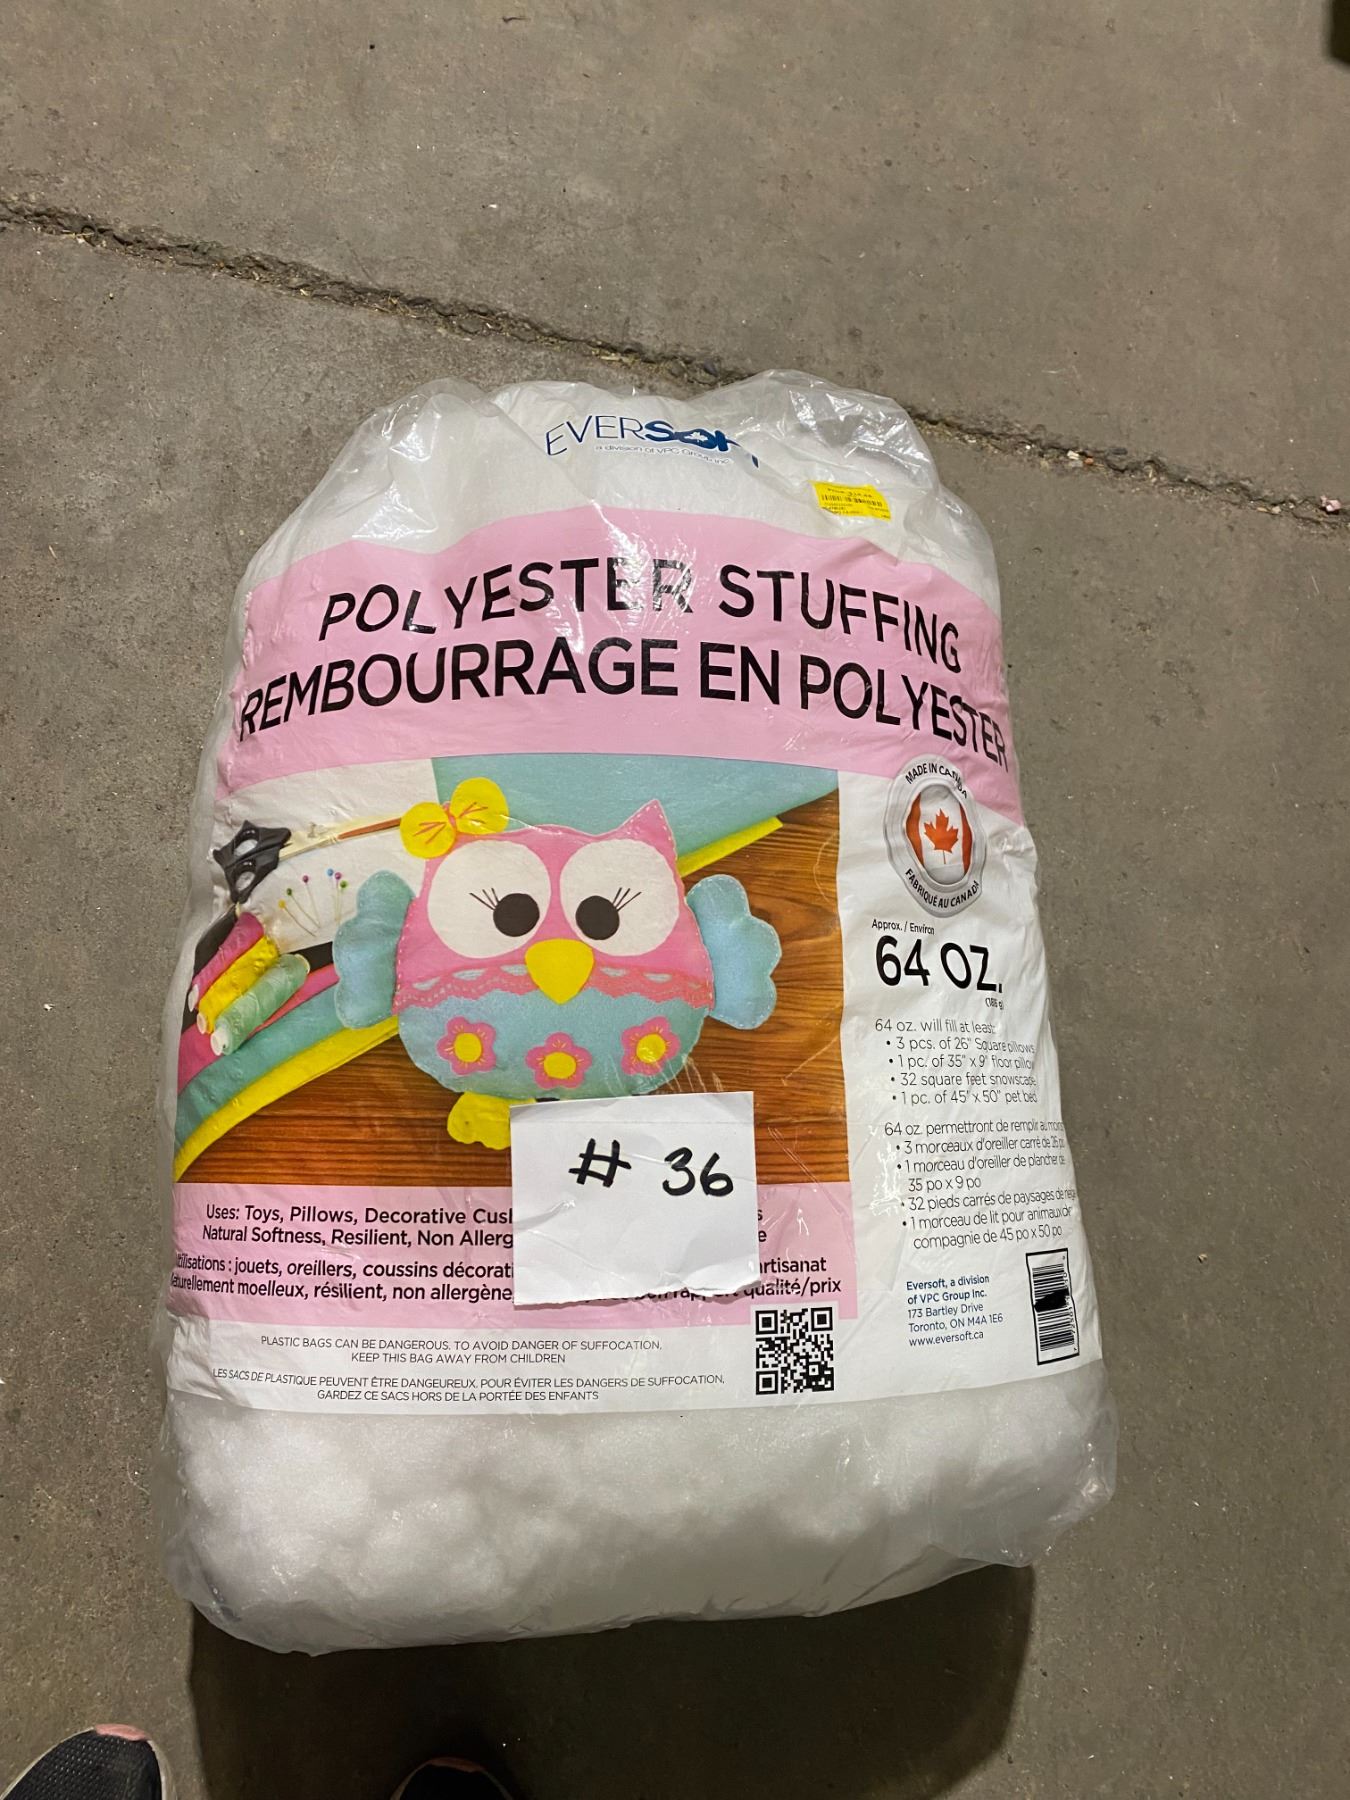 EVERSOFT
a division of VPC Group Inc.
POLYESTER STUFFING
REMBOURRAGE EN POLYESTER
MADE IN CANADA
FABRIQUÉ AU CANADA
Approx. / Environ
64 OZ.
64 oz. will fill at least:
• 3 pcs. of 26" Square pillows
• 1 pc. of 35" x 9" floor pillow
• 32 square feet snowscape
• 1 pc. of 45" x 50" pet bed
64 oz. permettront de remplir au moins
• 3 morceaux d'oreiller carré de 26 po
• 1 morceau d'oreiller de plancher de
35 po x 9 po
• 32 pieds carrés de paysages de neige
• 1 morceau de lit pour animaux de
compagnie de 45 po x 50 po
# 36
Uses: Toys, Pillows, Decorative
Natural Softness, Resilient, Non
Utilisations : jouets, oreillers, coussins
Naturellement moelleux, résilient, non allergène, qualité/prix
PLASTIC BAGS CAN BE DANGEROUS. TO AVOID DANGER OF SUFFOCATION,
KEEP THIS BAG AWAY FROM CHILDREN
LES SACS DE PLASTIQUE PEUVENT ÊTRE DANGEUREUX, POUR ÉVITER LES DANGERS DE SUFFOCATION,
GARDEZ CE SACS HORS DE LA PORTÉE DES ENFANTS
Eversoft, a division
of VPC Group Inc.
173 Bartley Drive
Toronto, ON M4A 1E6
www.eversoft.ca